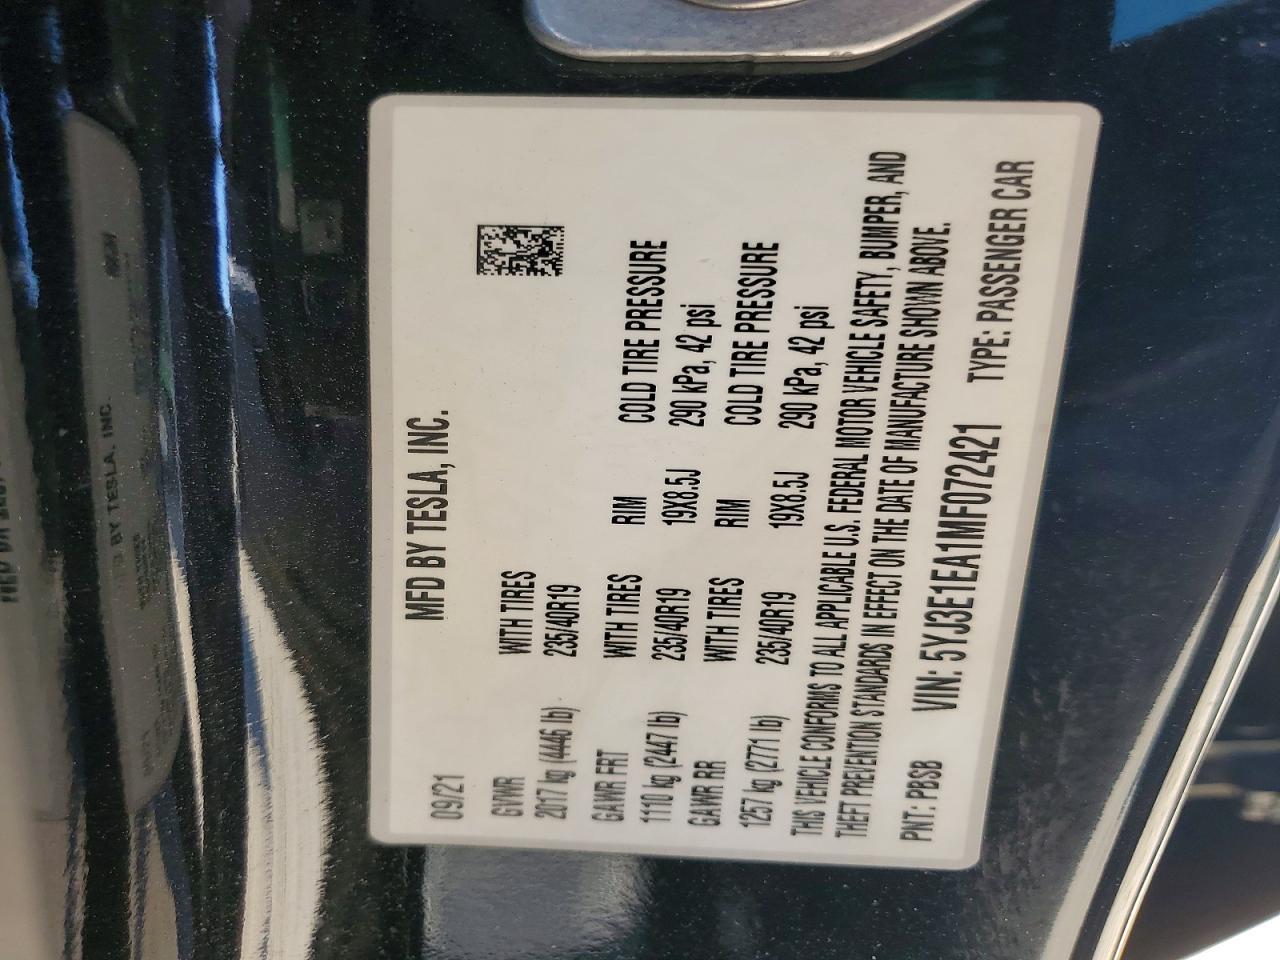 MFD BY TESLA, INC.
09/21
GVWR WITH TIRES
2017 kg (4446 lb) 235/40R19
GAWR FRT WITH TIRES RIM COLD TIRE PRESSURE
1110 kg (2447 lb) 235/40R19 19X8.5J 290 kPa, 42 psi
GAWR RR WITH TIRES RIM COLD TIRE PRESSURE
1257 kg (2771 lb) 235/40R19 19X8.5J 290 kPa, 42 psi
THIS VEHICLE CONFORMS TO ALL APPLICABLE U.S. FEDERAL MOTOR VEHICLE SAFETY, BUMPER, AND
THEFT PREVENTION STANDARDS IN EFFECT ON THE DATE OF MANUFACTURE SHOWN ABOVE.
PNT: PBSB VIN: 5YJ3E1EA1MF072421 TYPE: PASSENGER CAR
BY TESLA, INC.